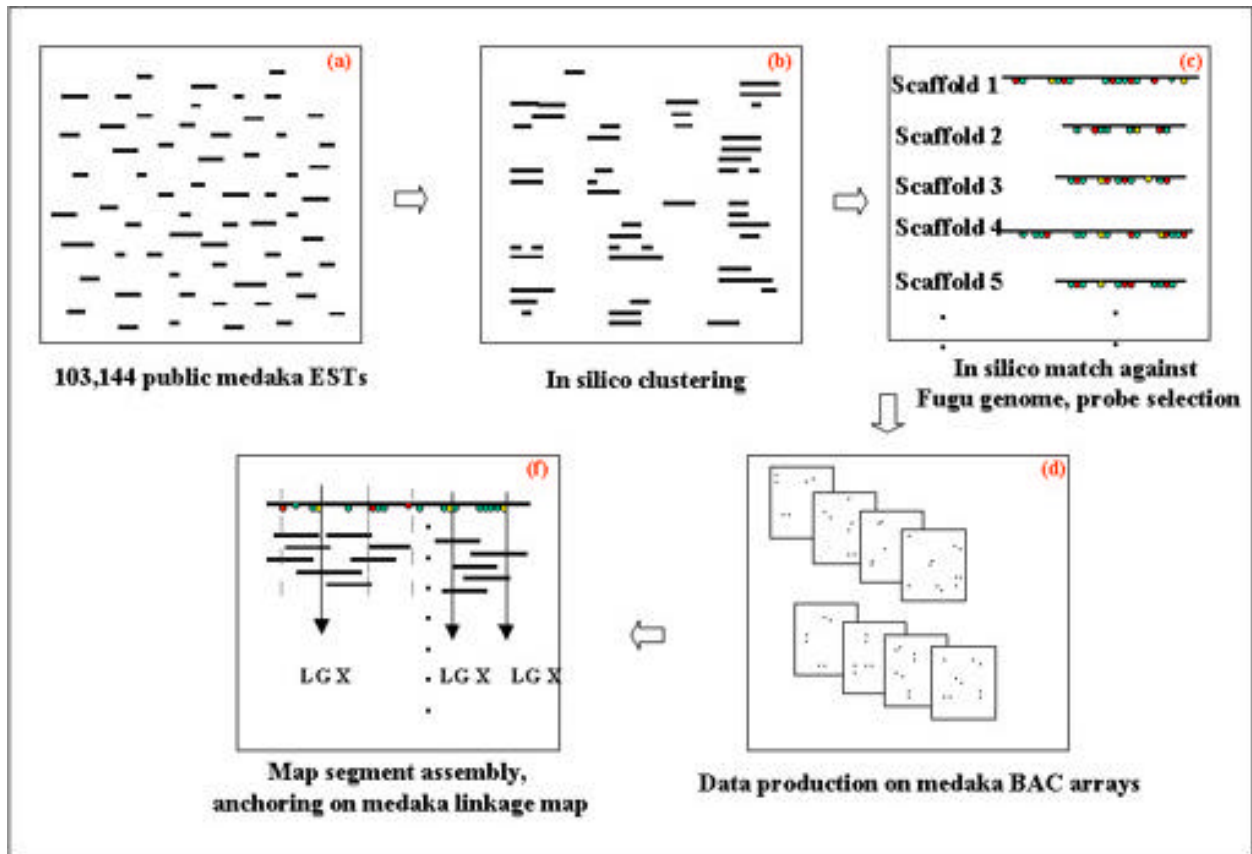 (a)
103,144 public medaka ESTs
(b)
In silico clustering
(c)
Scaffold 1
Scaffold 2
Scaffold 3
Scaffold 4
Scaffold 5
In silico match against
Fugu genome, probe selection
(d)
Data production on medaka BAC arrays
(f)
LG X LG X LG X
Map segment assembly,
anchoring on medaka linkage map